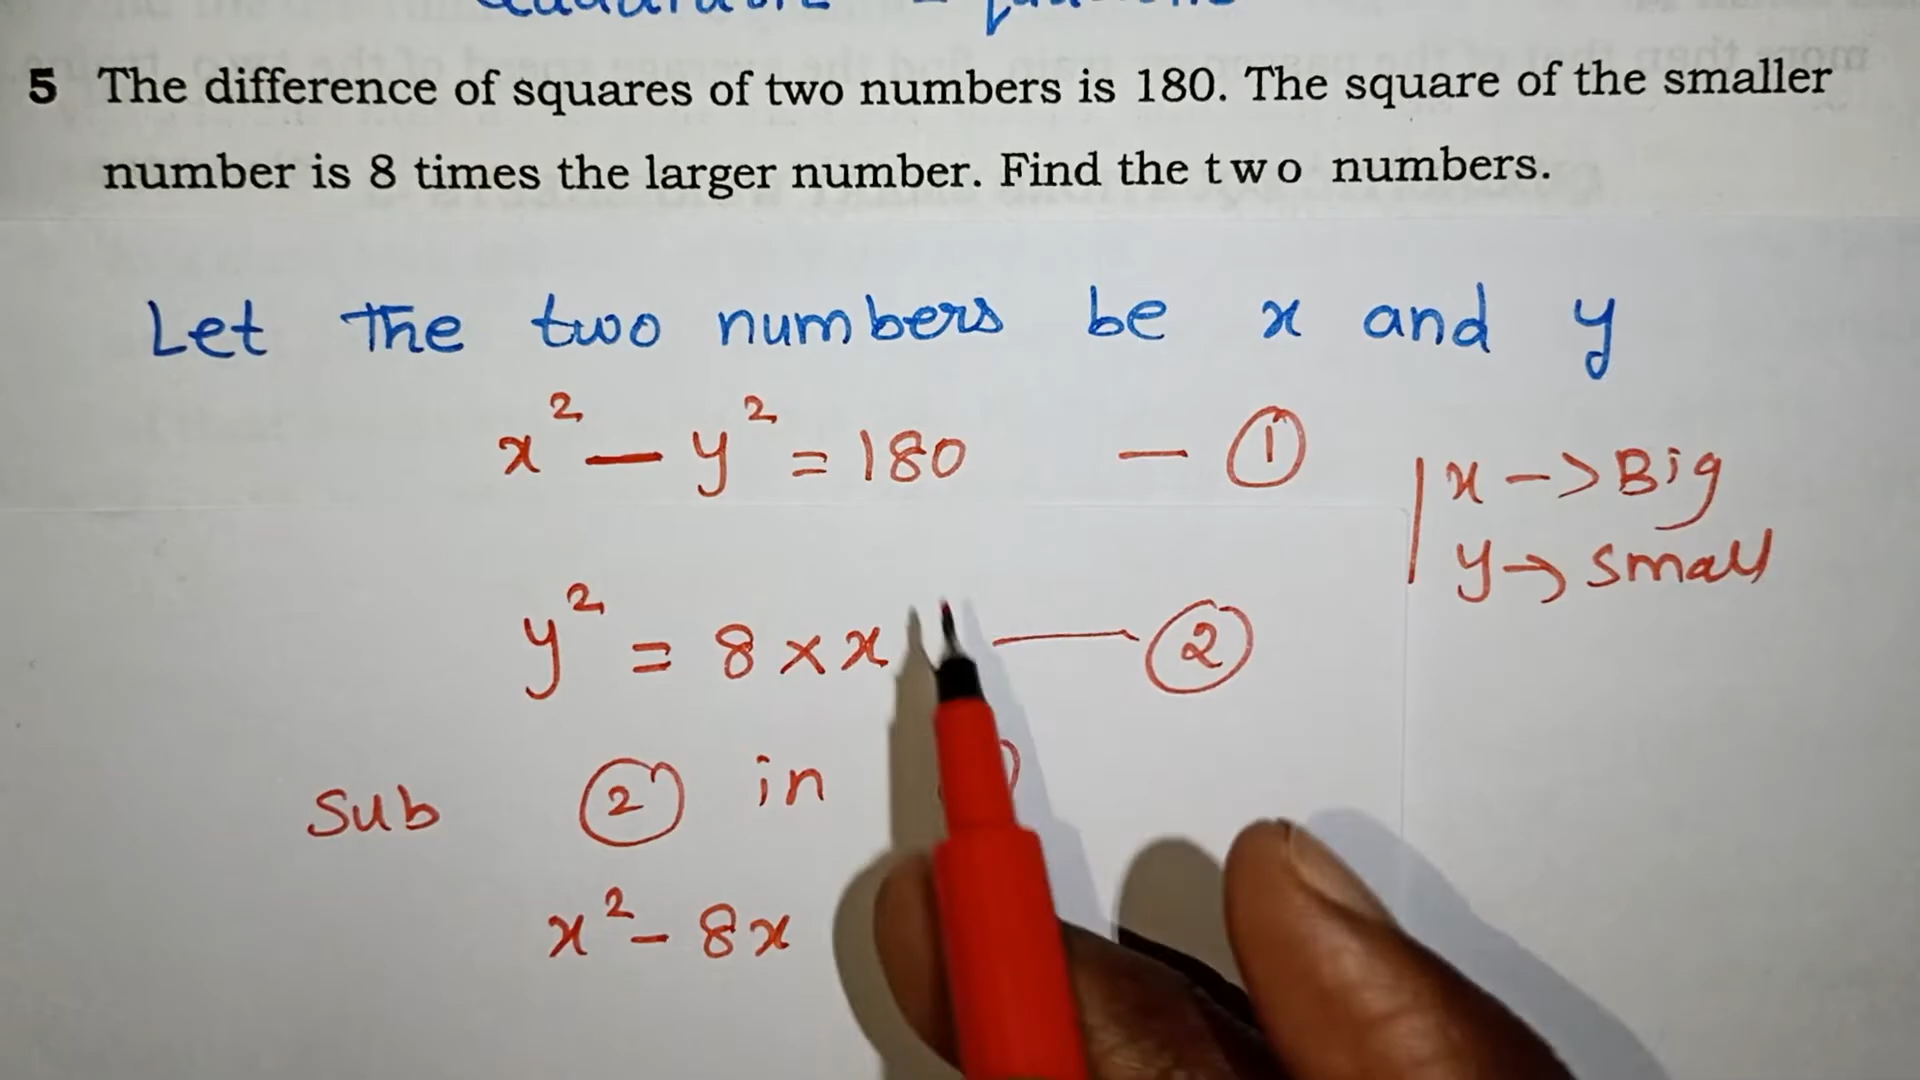 5 The difference of squares of two numbers is 180. The square of the smaller
number is 8 times the larger number. Find the two numbers.
Let the two numbers be x and y
x² - y² = 180 - ①
x -> Big
y -> small
y² = 8 × x — ②
Sub ② in
x² - 8x